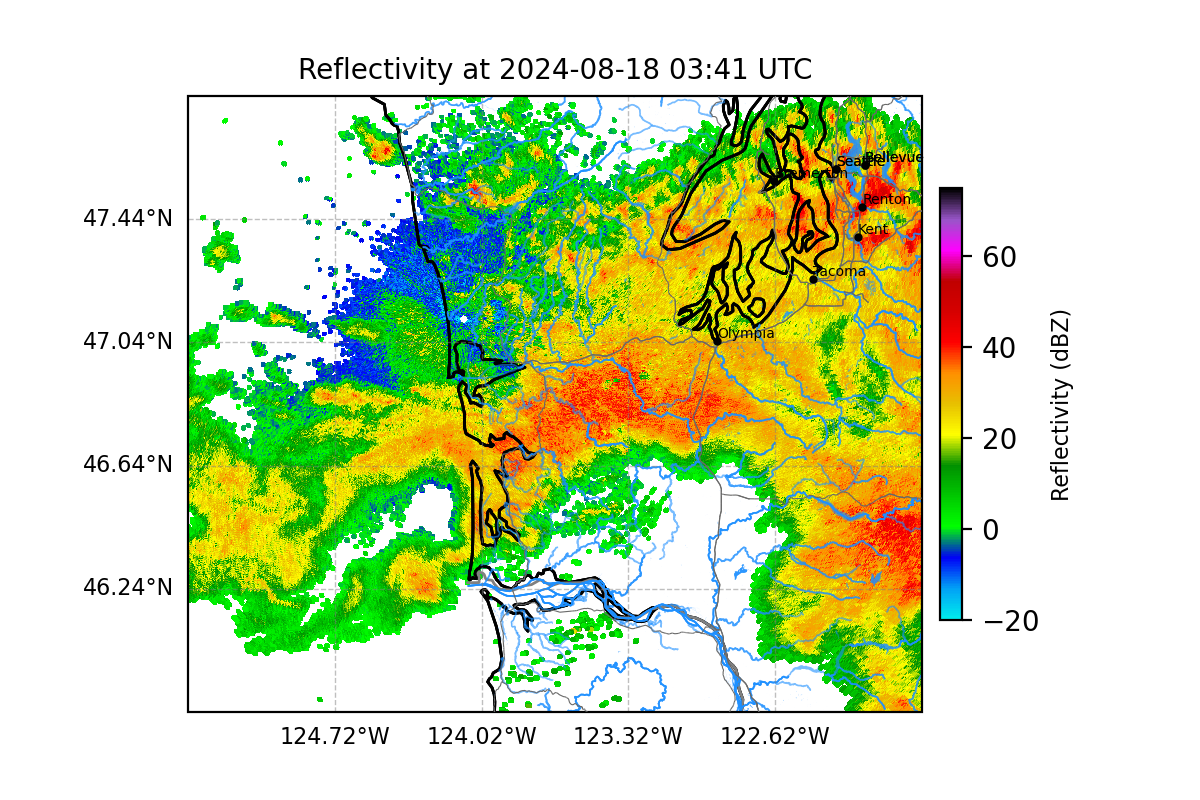 Reflectivity at 2024-08-18 03:41 UTC
Seattle
Bellevue
Bremerton
47.44°N
Renton
Kent
60
Tacoma
47.04°N
Olympia
40
Reflectivity (dBZ)
20
46.64°N
0
46.24°N
−20
124.72°W 124.02°W 123.32°W 122.62°W